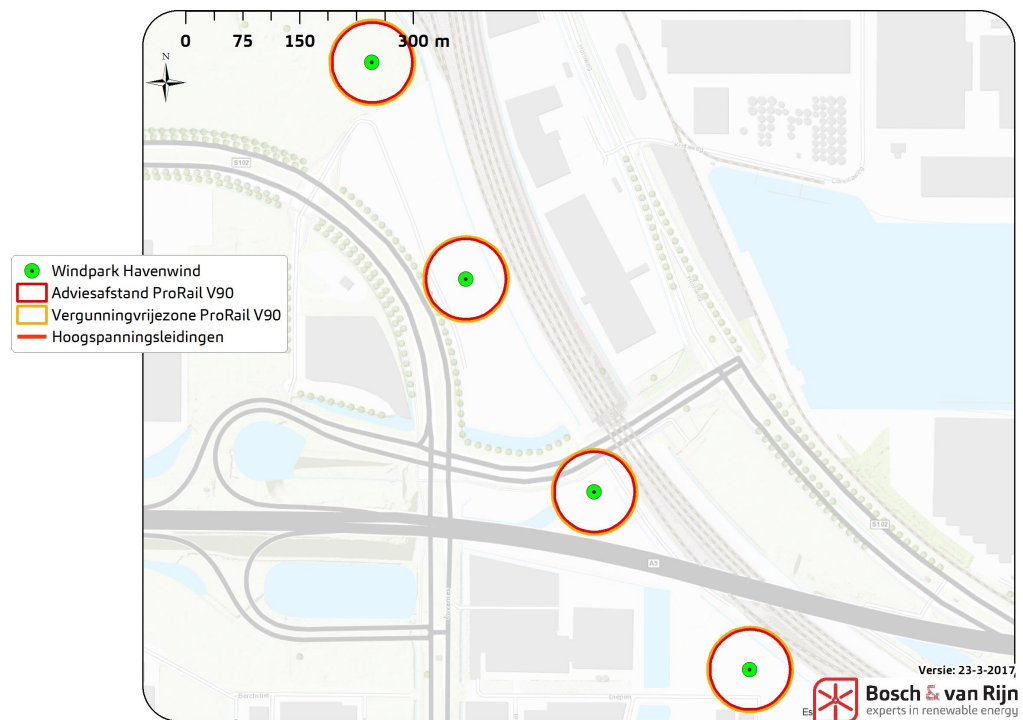 0 75 150 300 m
N
S102
Windpark Havenwind
Adviesafstand ProRail V90
Vergunningvrijezone ProRail V90
Hoogspanningsleidingen
S102
A5
Versie: 23-3-2017
Es
Bosch & van Rijn
experts in renewable energy